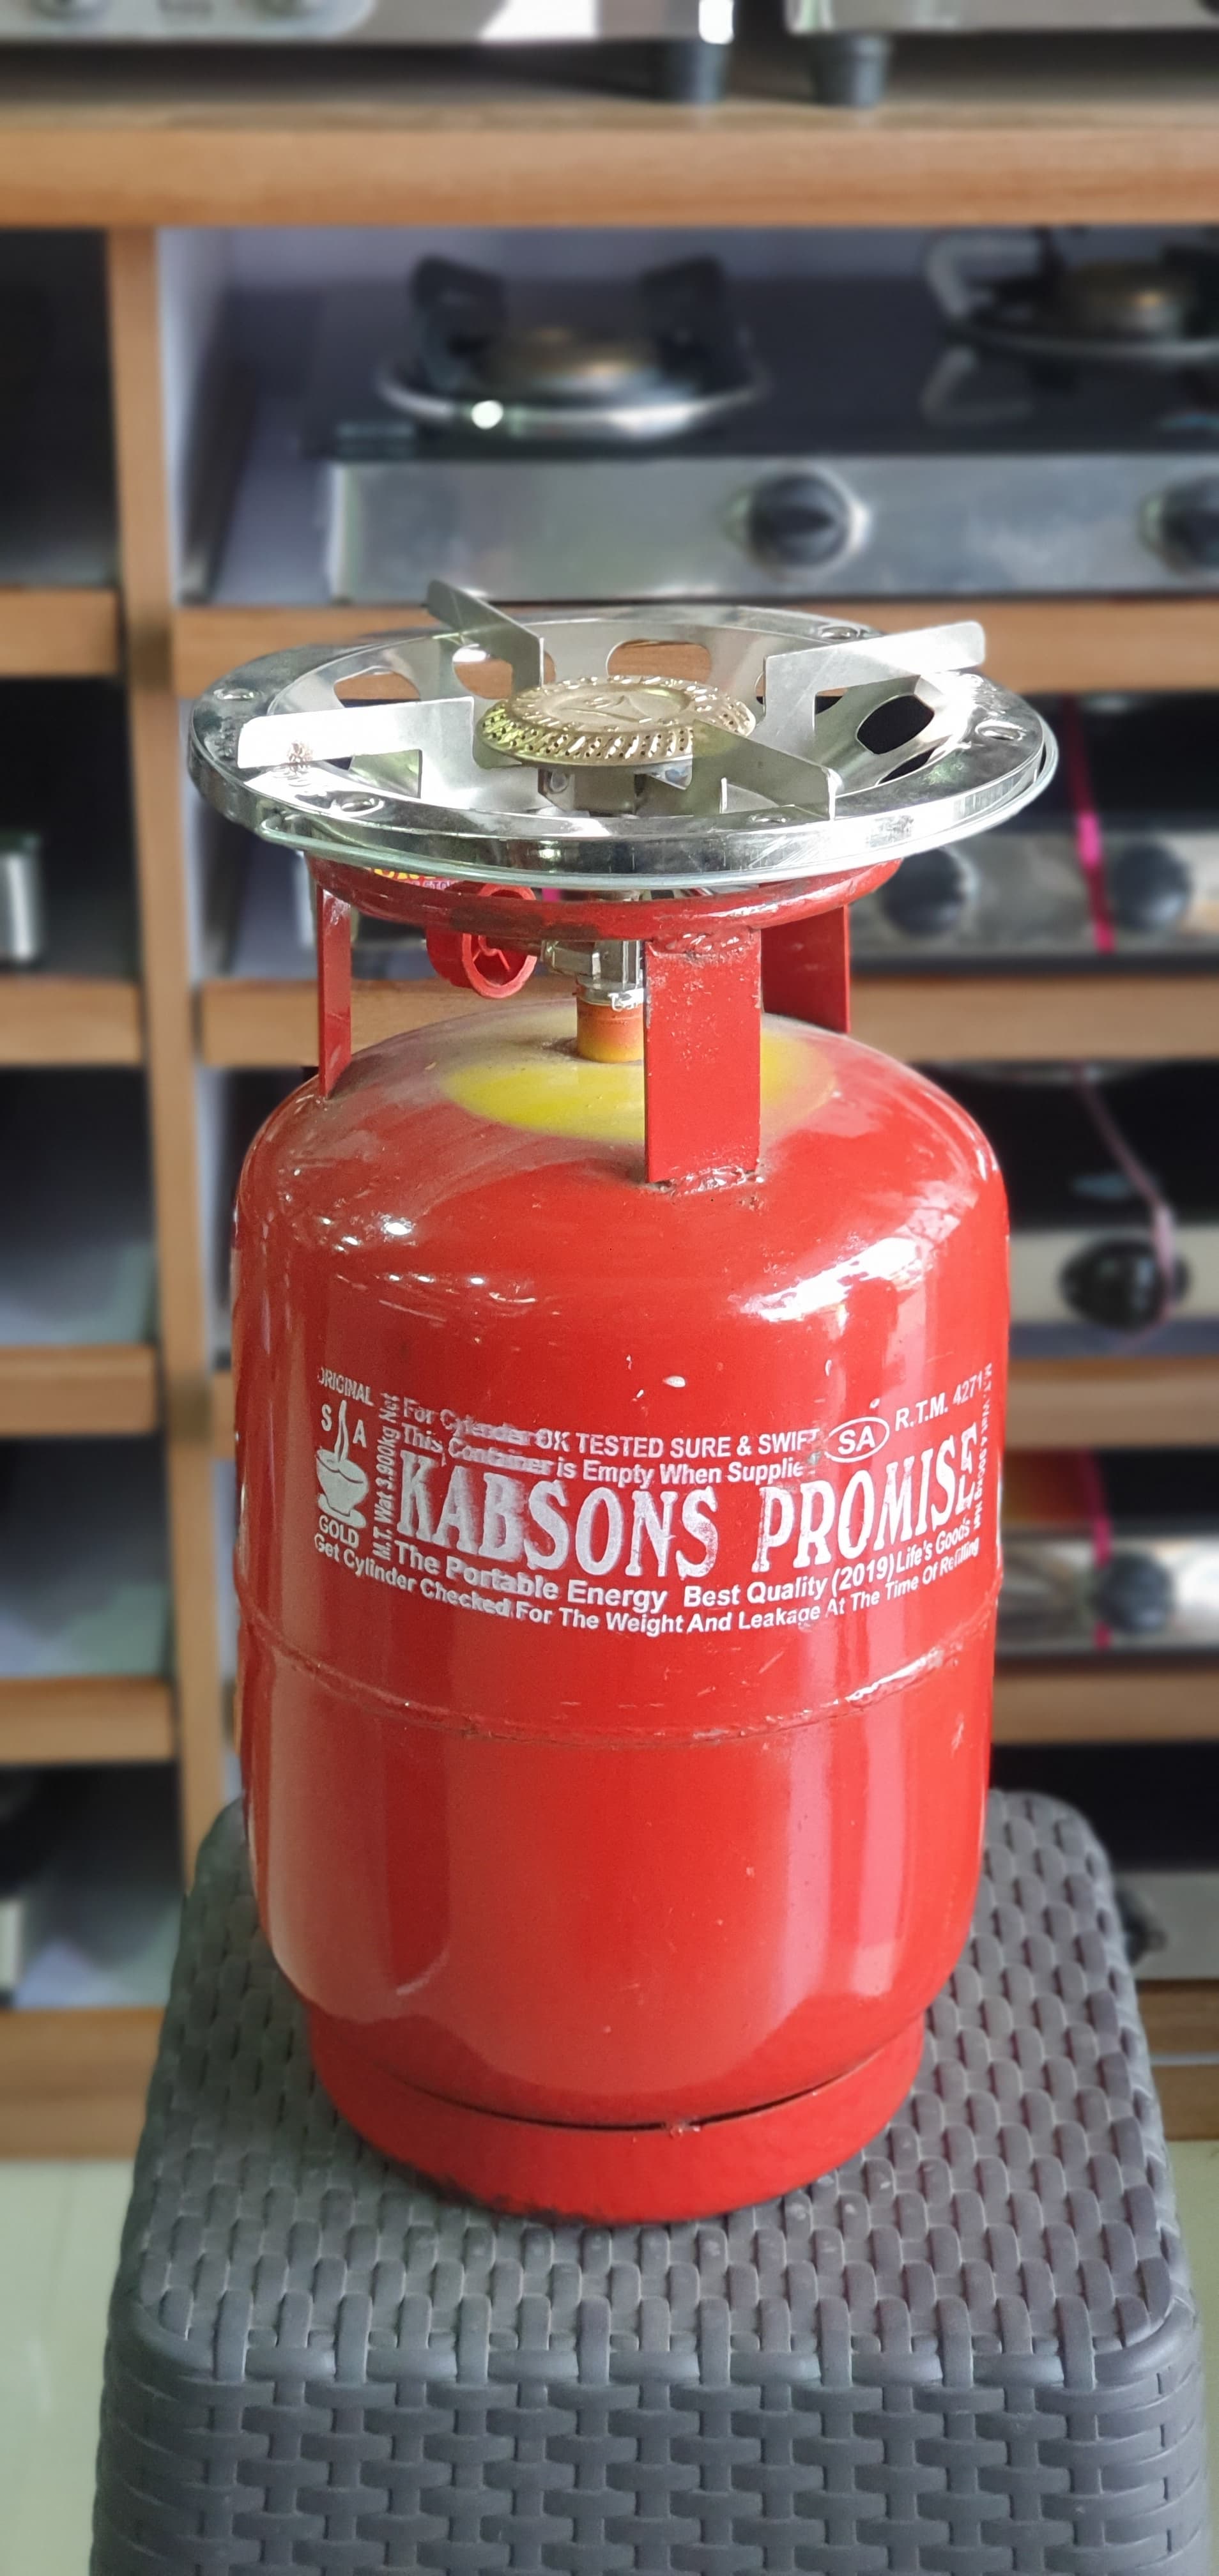 ORIGINAL
S A
GOLD
M.T. Wat 3.900kg Net
For Cylender OK TESTED SURE & SWIFT
SA
R.T.M. 4271
This Container is Empty When Supplie
KABSONS PROMISE
The Portable Energy Best Quality (2019) Life's Goods
Get Cylinder Checked For The Weight And Leakage At The Time Of Refilling